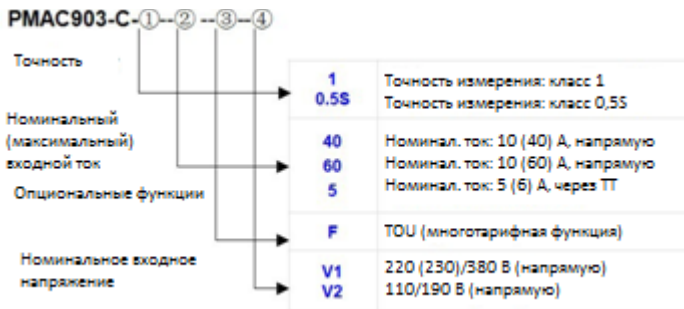 PMAC903-C-①--②--③--④
Точность
1 Точность измерения: класс 1
0.5S Точность измерения: класс 0,5S
Номинальный
(максимальный)
входной ток
40 Номинал. ток: 10 (40) А, напрямую
60 Номинал. ток: 10 (60) А, напрямую
5 Номинал. ток: 5 (6) А, через ТТ
Опциональные функции
F TOU (многотарифная функция)
Номинальное входное
напряжение
V1 220 (230)/380 В (напрямую)
V2 110/190 В (напрямую)